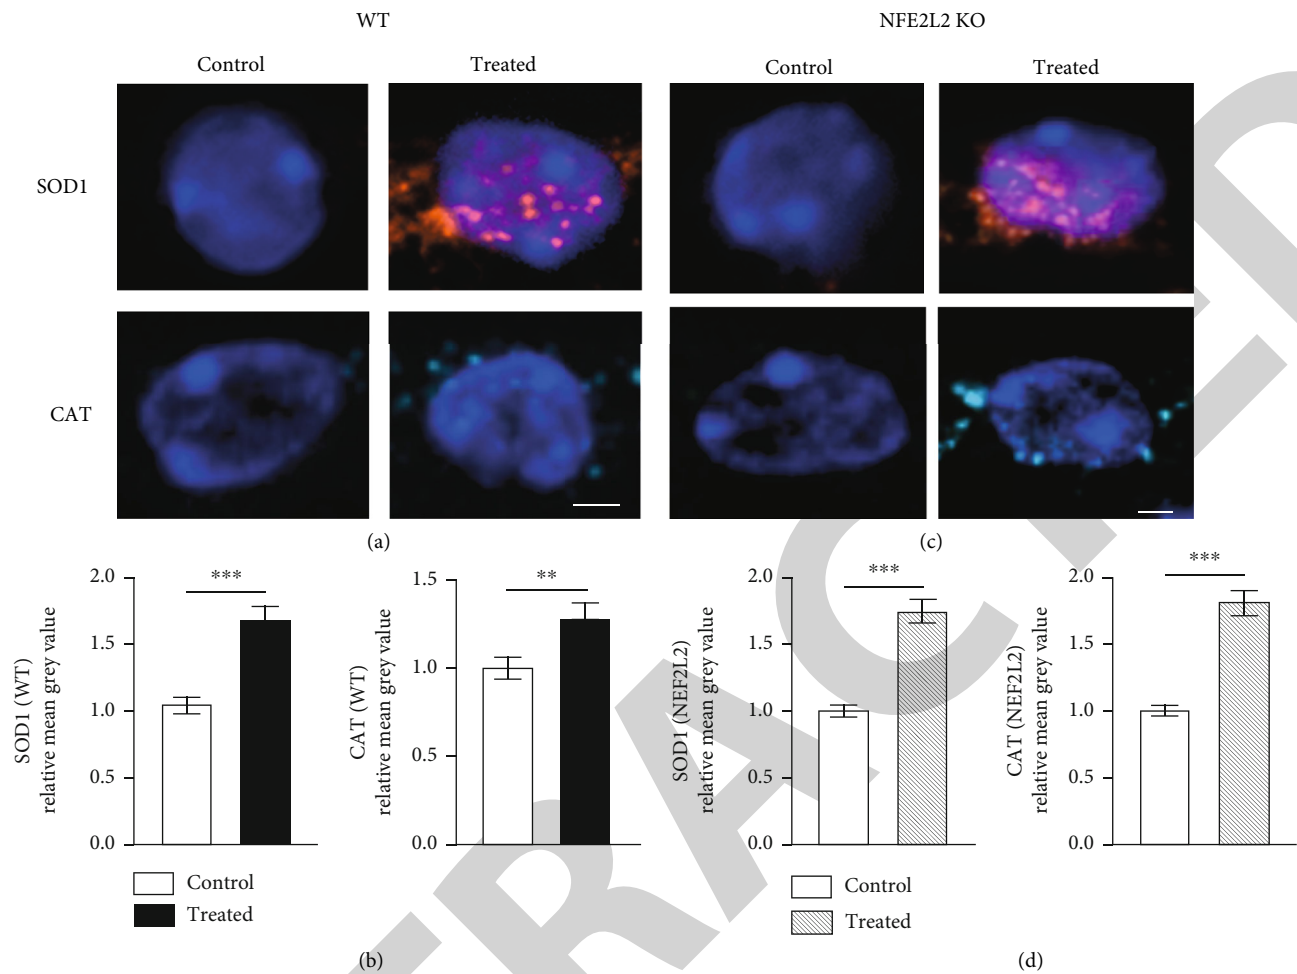 WT
NFE2L2 KO
Control
Treated
Control
Treated
SOD1
CAT
(a)
(c)
2.0
1.5
1.0
0.5
0.0
SOD1 (WT)
relative mean grey value
***
1.5
1.0
0.5
0.0
CAT (WT)
relative mean grey value
**
2.0
1.5
1.0
0.5
0.0
SOD1 (NEF2L2)
relative mean grey value
***
2.0
1.5
1.0
0.5
0.0
CAT (NEF2L2)
relative mean grey value
***
Control
Treated
Control
Treated
(b)
(d)